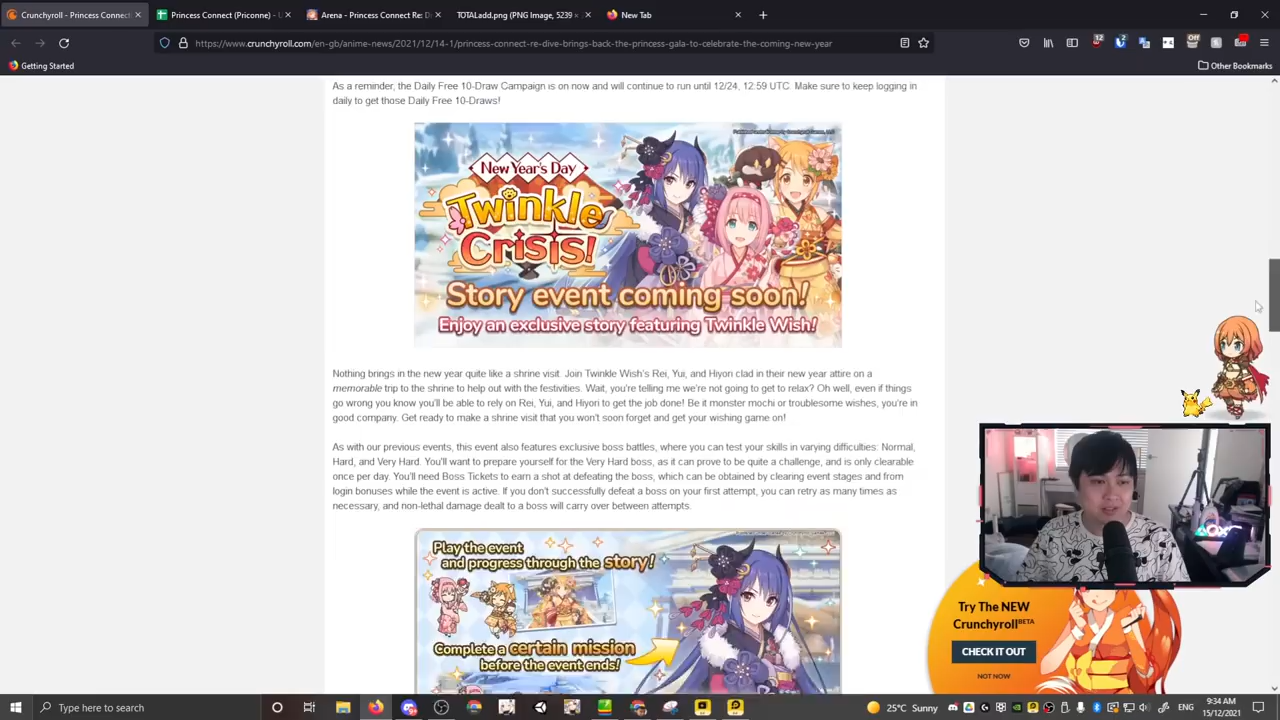 Crunchyroll - Princess Connect
Princess Connect (Priconne) - U
Arena - Princess Connect Re: D
TOTALadd.png (PNG Image, 5239 ×
New Tab
https://www.crunchyroll.com/en-gb/anime-news/2021/12/14-1/princess-connect-re-dive-brings-back-the-princess-gala-to-celebrate-the-coming-new-year
Getting Started
Other Bookmarks
As a reminder, the Daily Free 10-Draw Campaign is on now and will continue to run until 12/24, 12:59 UTC. Make sure to keep logging in
daily to get those Daily Free 10-Draws!
New Year's Day
Twinkle
Crisis!
Story event coming soon!
Enjoy an exclusive story featuring Twinkle Wish!
Nothing brings in the new year quite like a shrine visit. Join Twinkle Wish's Rei, Yui, and Hiyori clad in their new year attire on a
memorable trip to the shrine to help out with the festivities. Wait, you're telling me we're not going to get to relax? Oh well, even if things
go wrong you know you'll be able to rely on Rei, Yui, and Hiyori to get the job done! Be it monster mochi or troublesome wishes, you're in
good company. Get ready to make a shrine visit that you won't soon forget and get your wishing game on!
As with our previous events, this event also features exclusive boss battles, where you can test your skills in varying difficulties: Normal,
Hard, and Very Hard. You'll want to prepare yourself for the Very Hard boss, as it can prove to be quite a challenge, and is only clearable
once per day. You'll need Boss Tickets to earn a shot at defeating the boss, which can be obtained by clearing event stages and from
login bonuses while the event is active. If you don't successfully defeat a boss on your first attempt, you can retry as many times as
necessary, and non-lethal damage dealt to a boss will carry over between attempts.
Play the event
and progress through the story!
Complete a certain mission
before the event ends!
Try The NEW
Crunchyroll BETA
CHECK IT OUT
NOT NOW
Type here to search
25°C Sunny
9:34 AM
15/12/2021